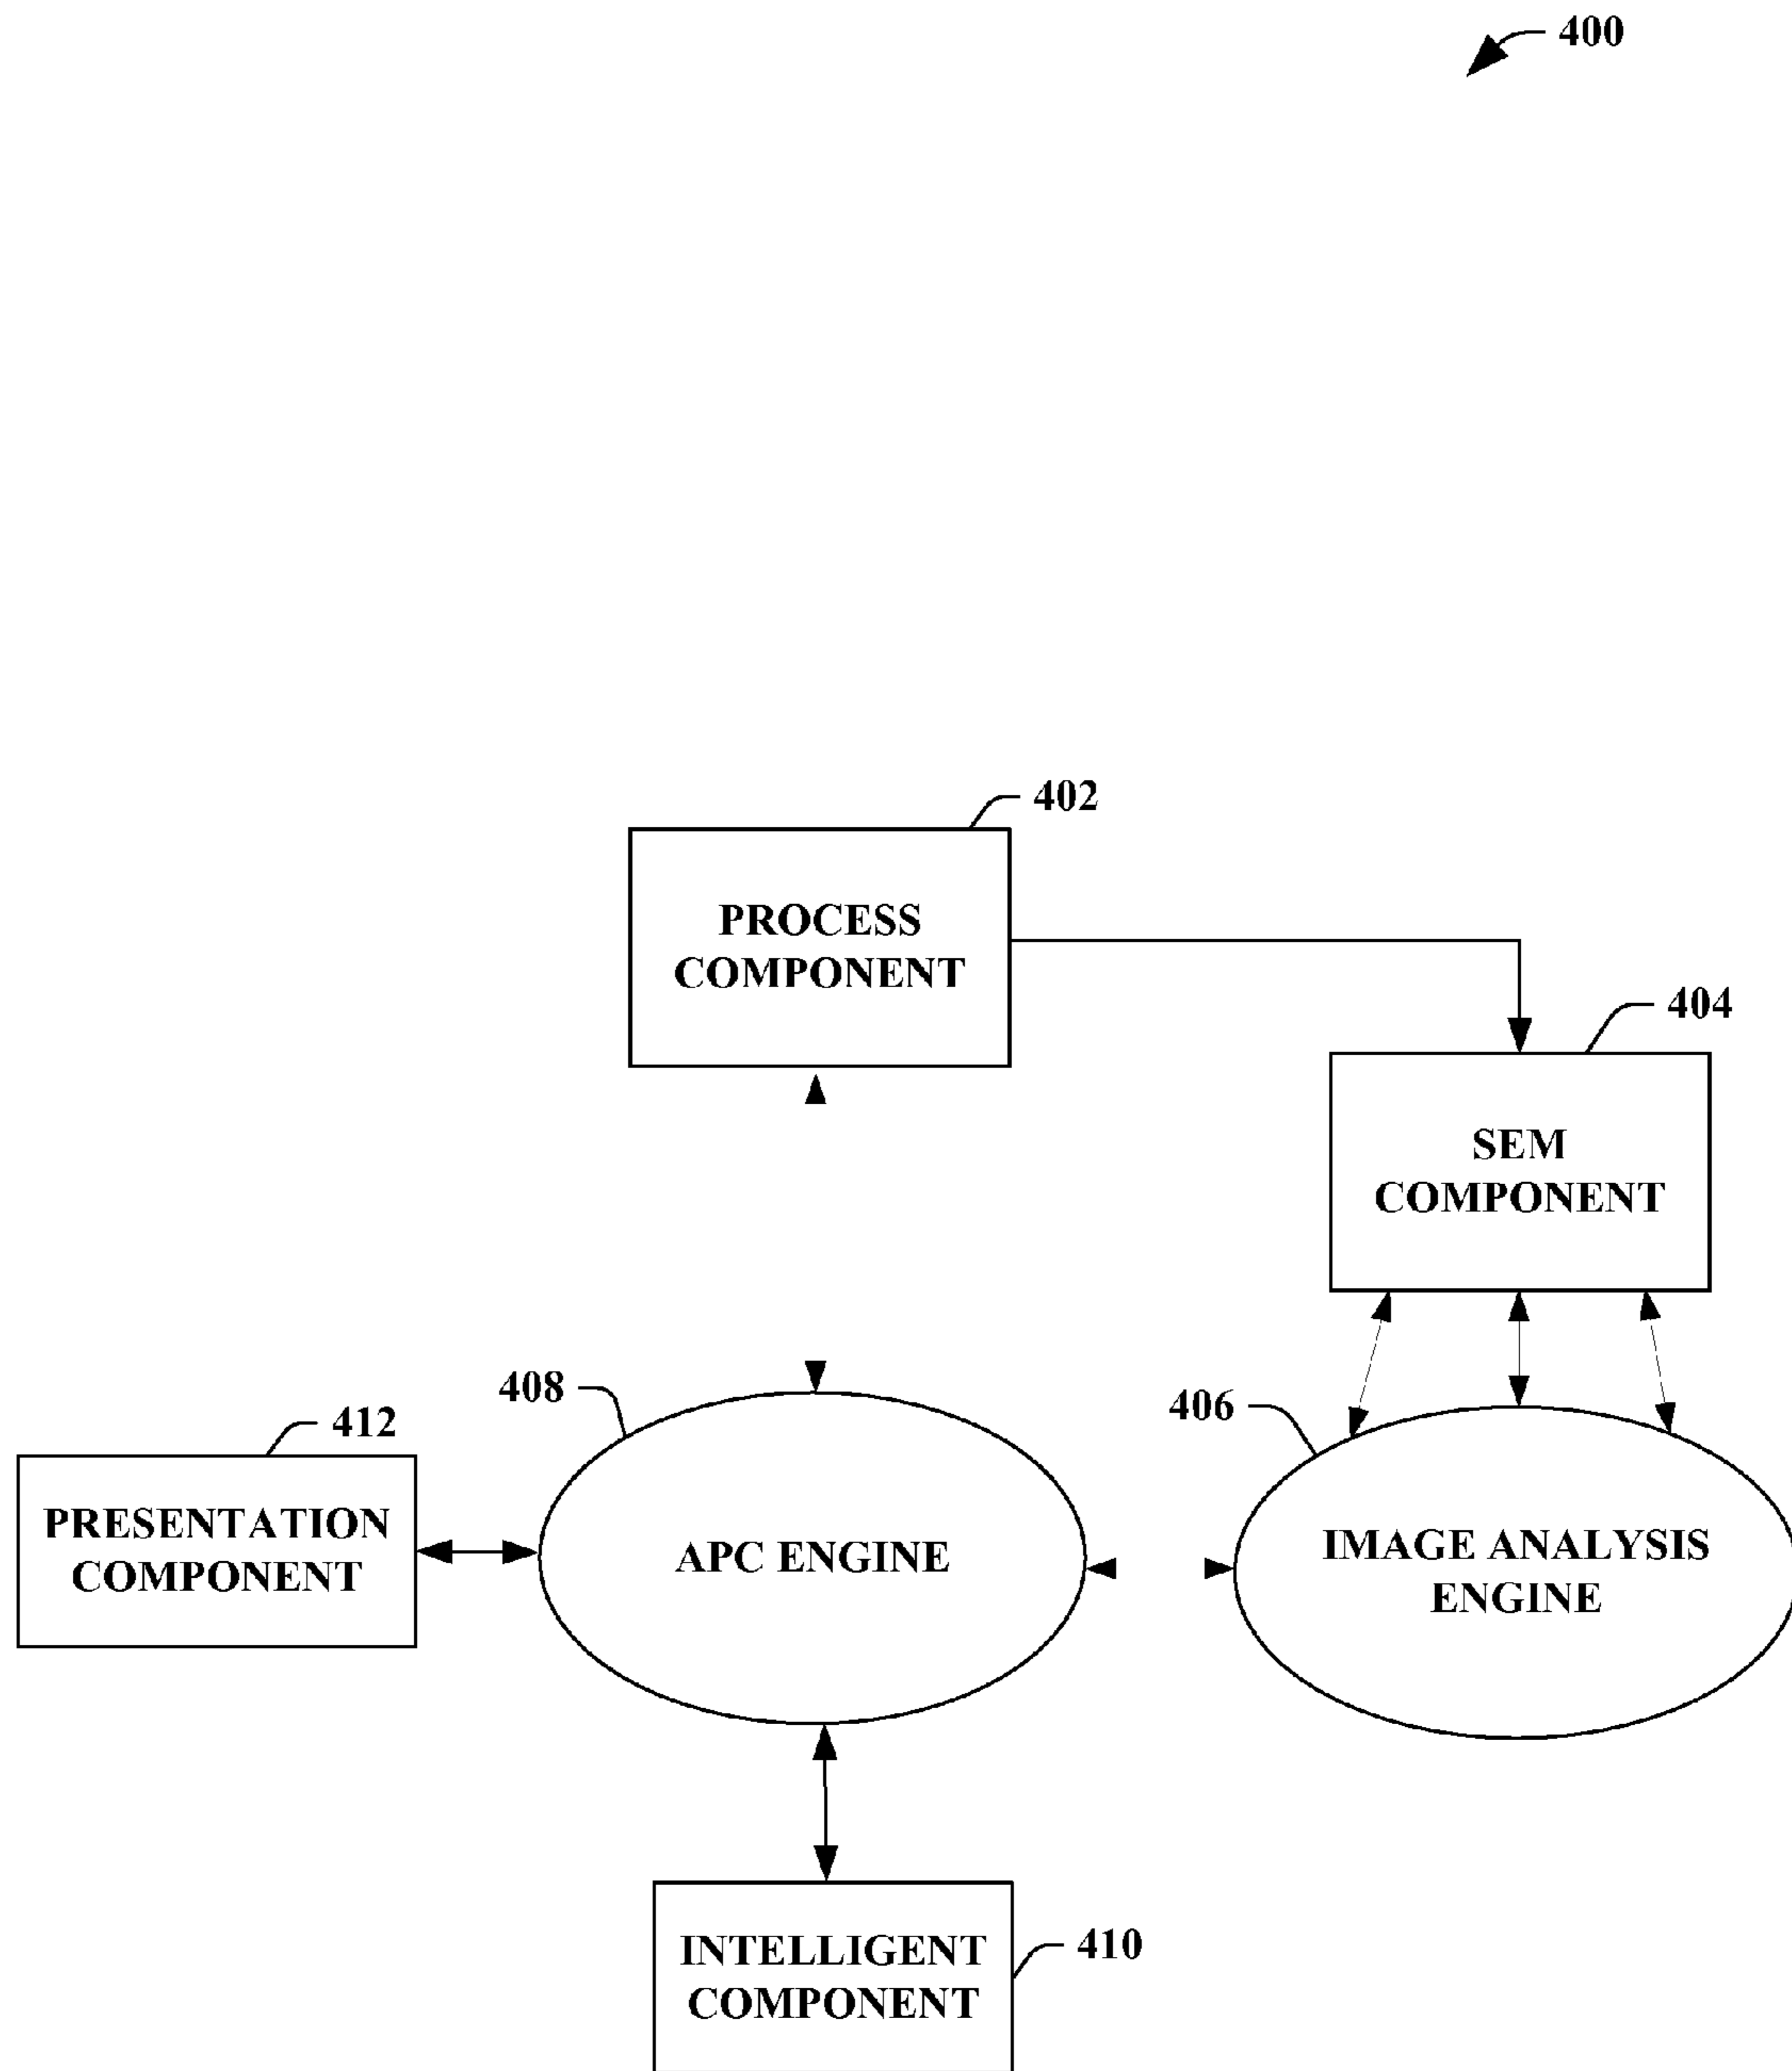 400
402
PROCESS
COMPONENT
404
SEM
COMPONENT
408
406
412
PRESENTATION
COMPONENT
APC ENGINE
IMAGE ANALYSIS
ENGINE
INTELLIGENT
COMPONENT
410